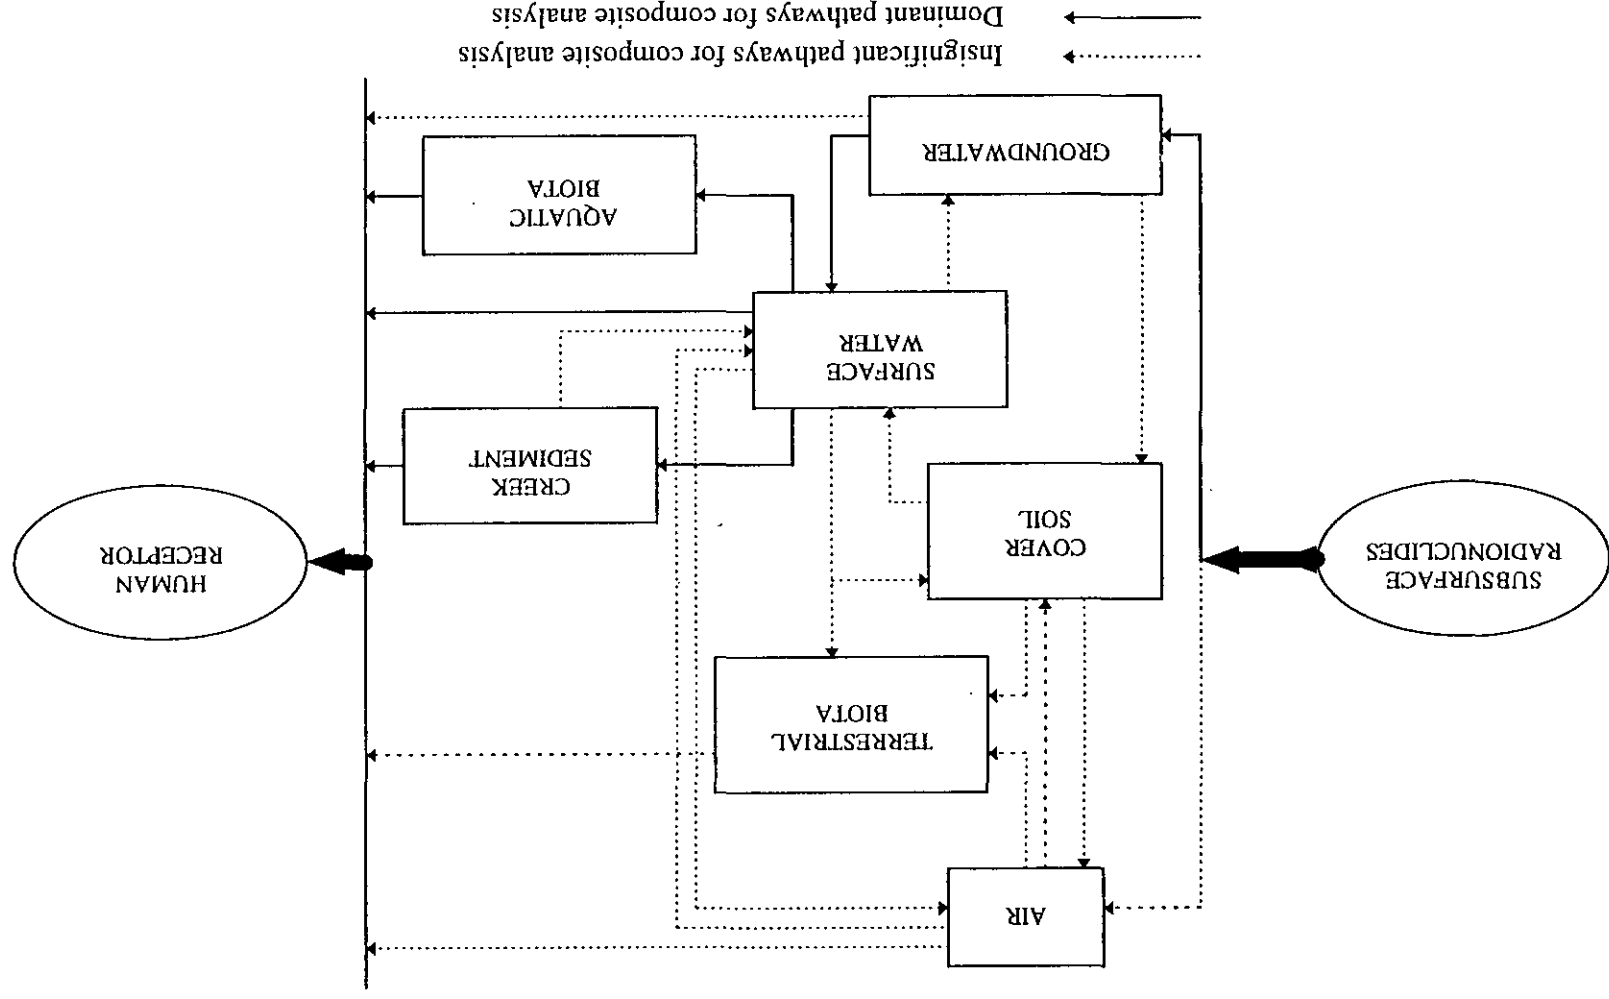 AIR
TERRESTRIAL
BIOTA
SUBSURFACE
RADIONUCLIDES
COVER
SOIL
HUMAN
RECEPTOR
CREEK
SEDIMENT
SURFACE
WATER
AQUATIC
BIOTA
GROUNDWATER
Insignificant pathways for composite analysis
Dominant pathways for composite analysis